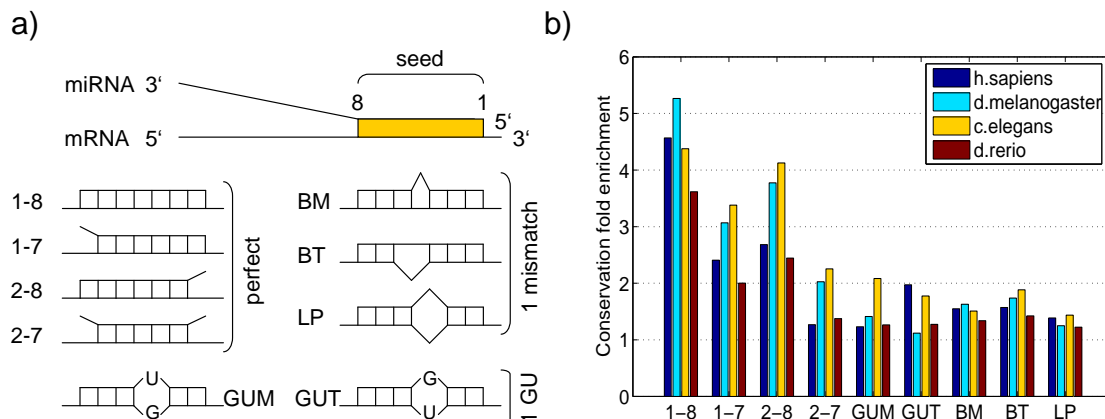 a)
seed
miRNA 3‘
8 1
5‘
mRNA 5‘
3‘
1-8
1-7
2-8
2-7
perfect
BM
BT
LP
1 mismatch
U
G
GUM
GUT
G
U
1 GU
b)
Conservation fold enrichment
6
5
4
3
2
1
0
h.sapiens
d.melanogaster
c.elegans
d.rerio
1–8 1–7 2–8 2–7 GUM GUT BM BT LP